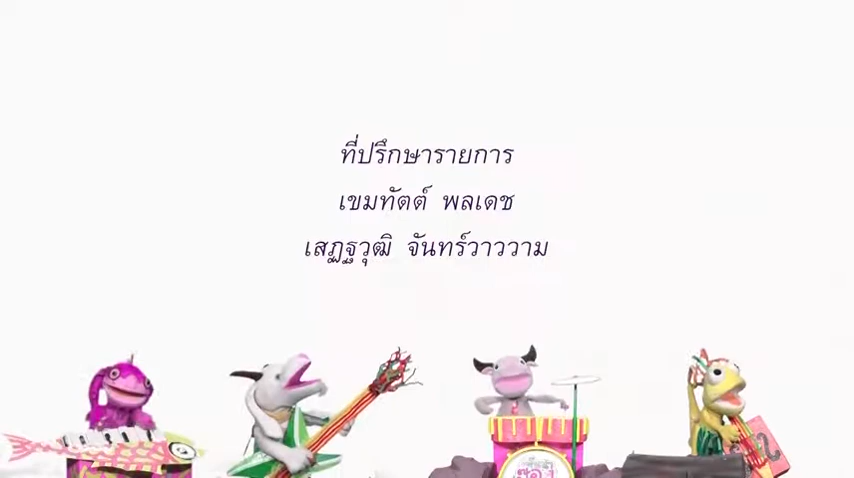 ที่ปรึกษารายการ
เขมทัตต์ พลเดช
เสฏฐวุฒิ จันทร์วาววาม